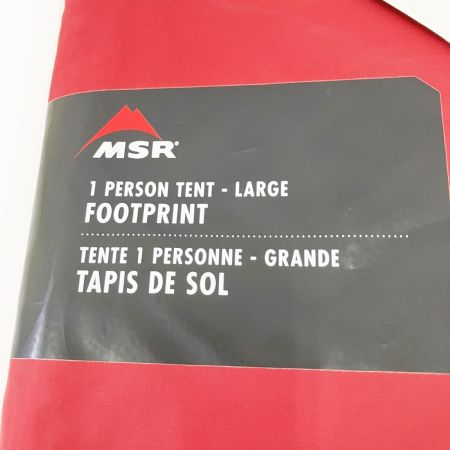 MSR®
1 PERSON TENT - LARGE
FOOTPRINT
TENTE 1 PERSONNE - GRANDE
TAPIS DE SOL